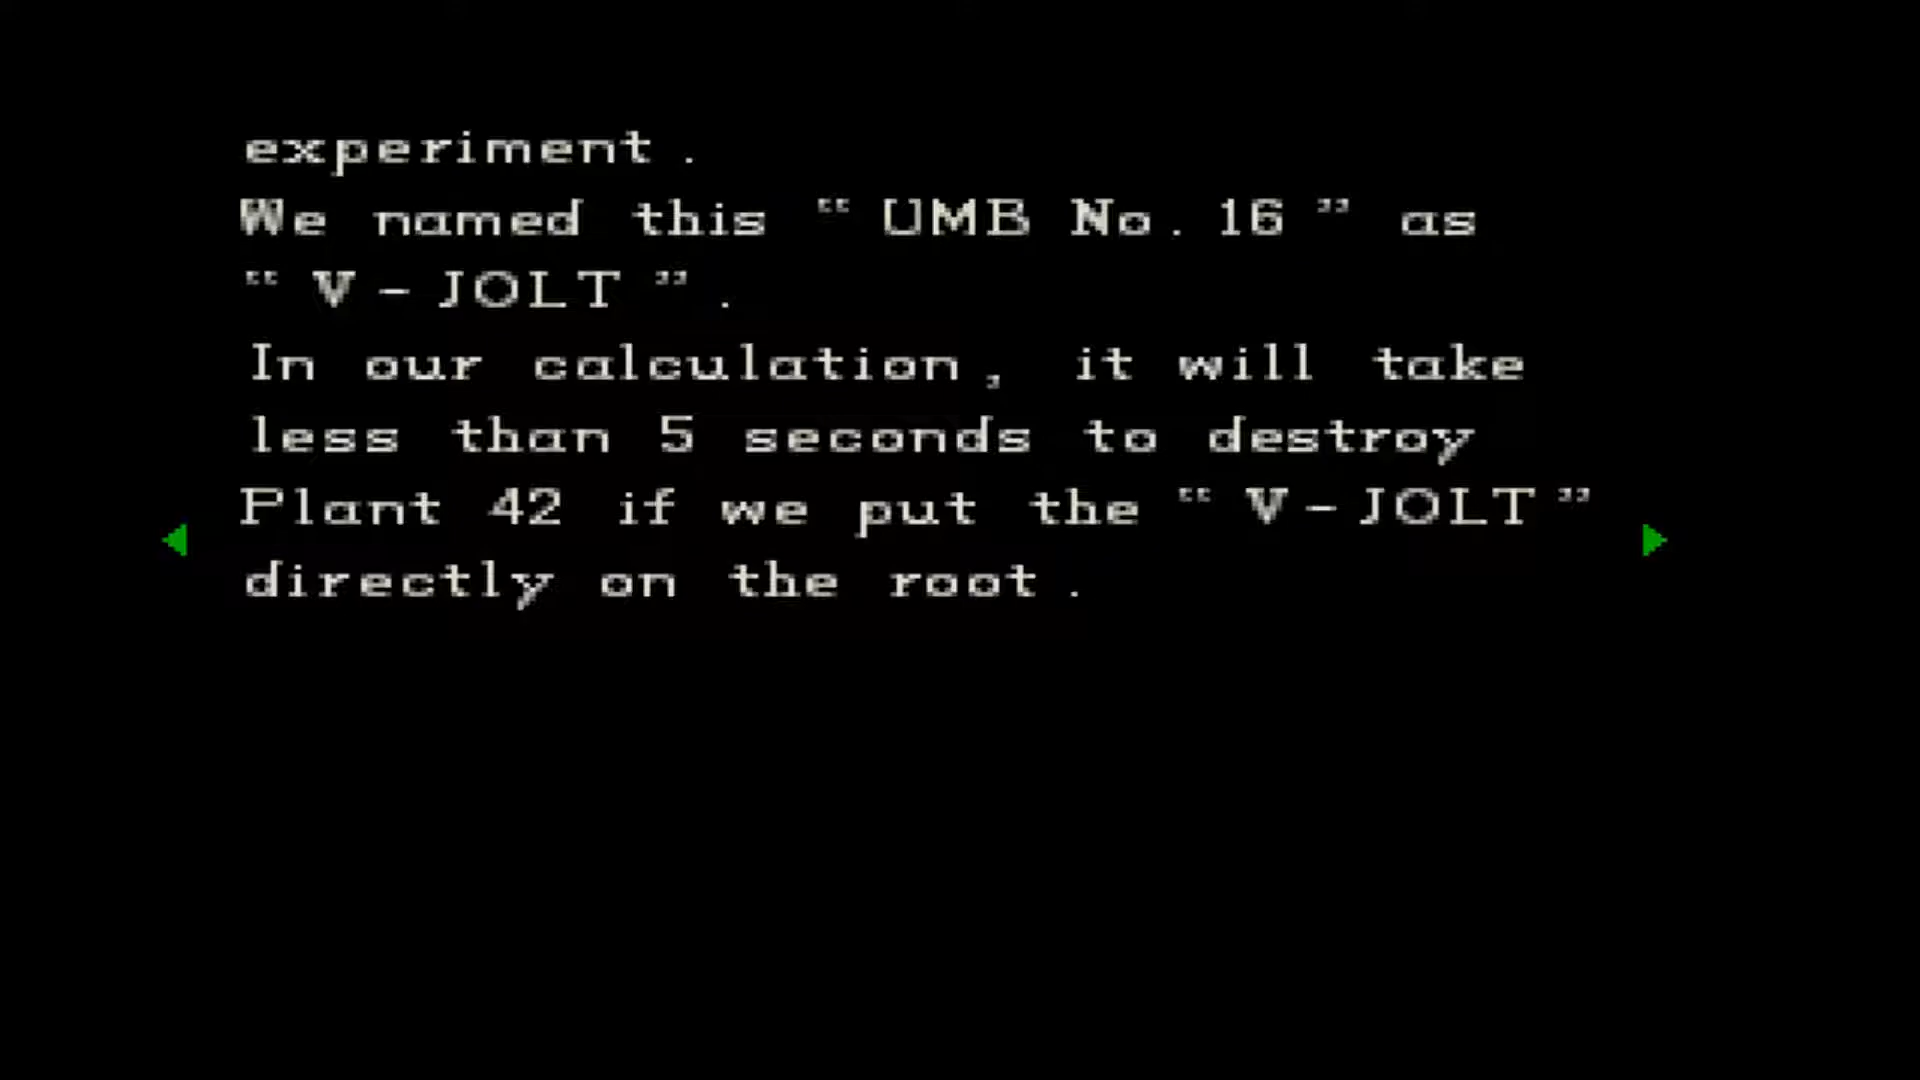 experiment.
We named this “UMB No.16” as
“V-JOLT”.
In our calculation, it will take
less than 5 seconds to destroy
Plant 42 if we put the “V-JOLT”
directly on the root.